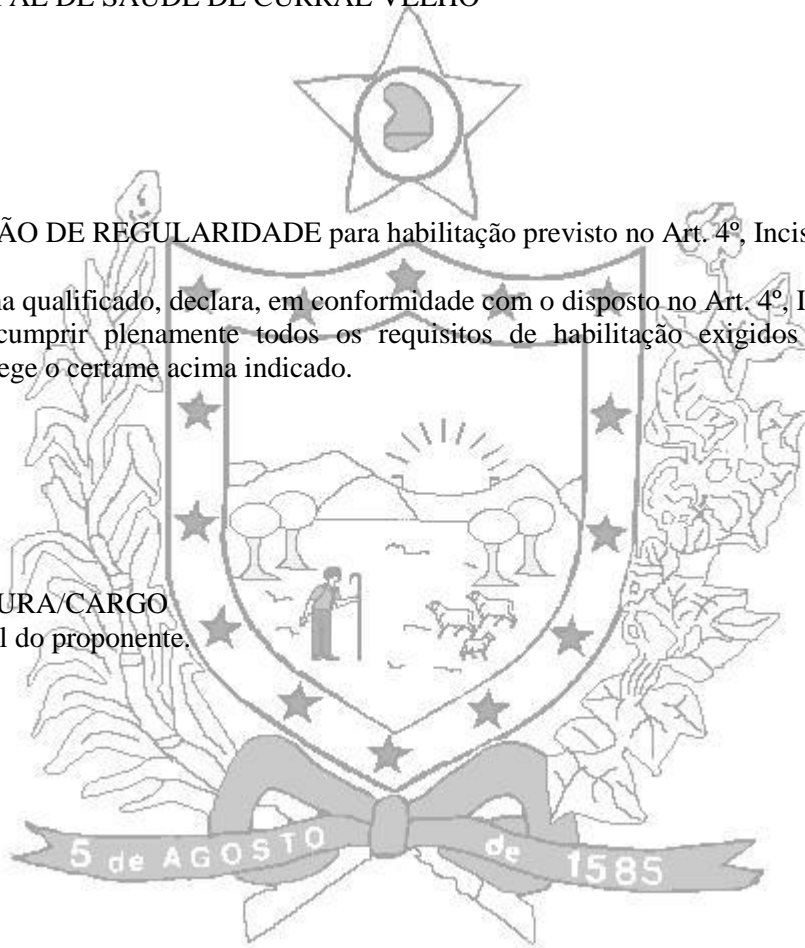 PAL DE SAÚDE DE CURRAL VELHO
ÃO DE REGULARIDADE para habilitação previsto no Art. 4º, Incis
na qualificado, declara, em conformidade com o disposto no Art. 4º, I
cumprir plenamente todos os requisitos de habilitação exigidos
ege o certame acima indicado.
URA/CARGO
l do proponente.
5 de AGOSTO de 1585